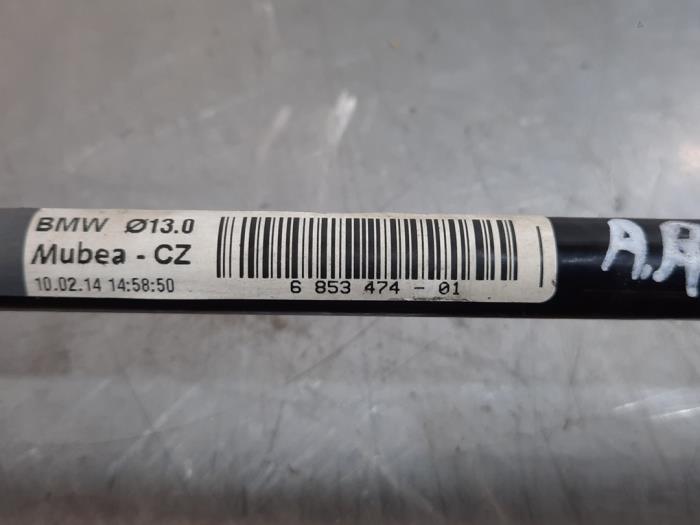 BMW Ø13.0
Mubea - CZ
10.02.14 14:58:50
6 853 474 - 01
A.A